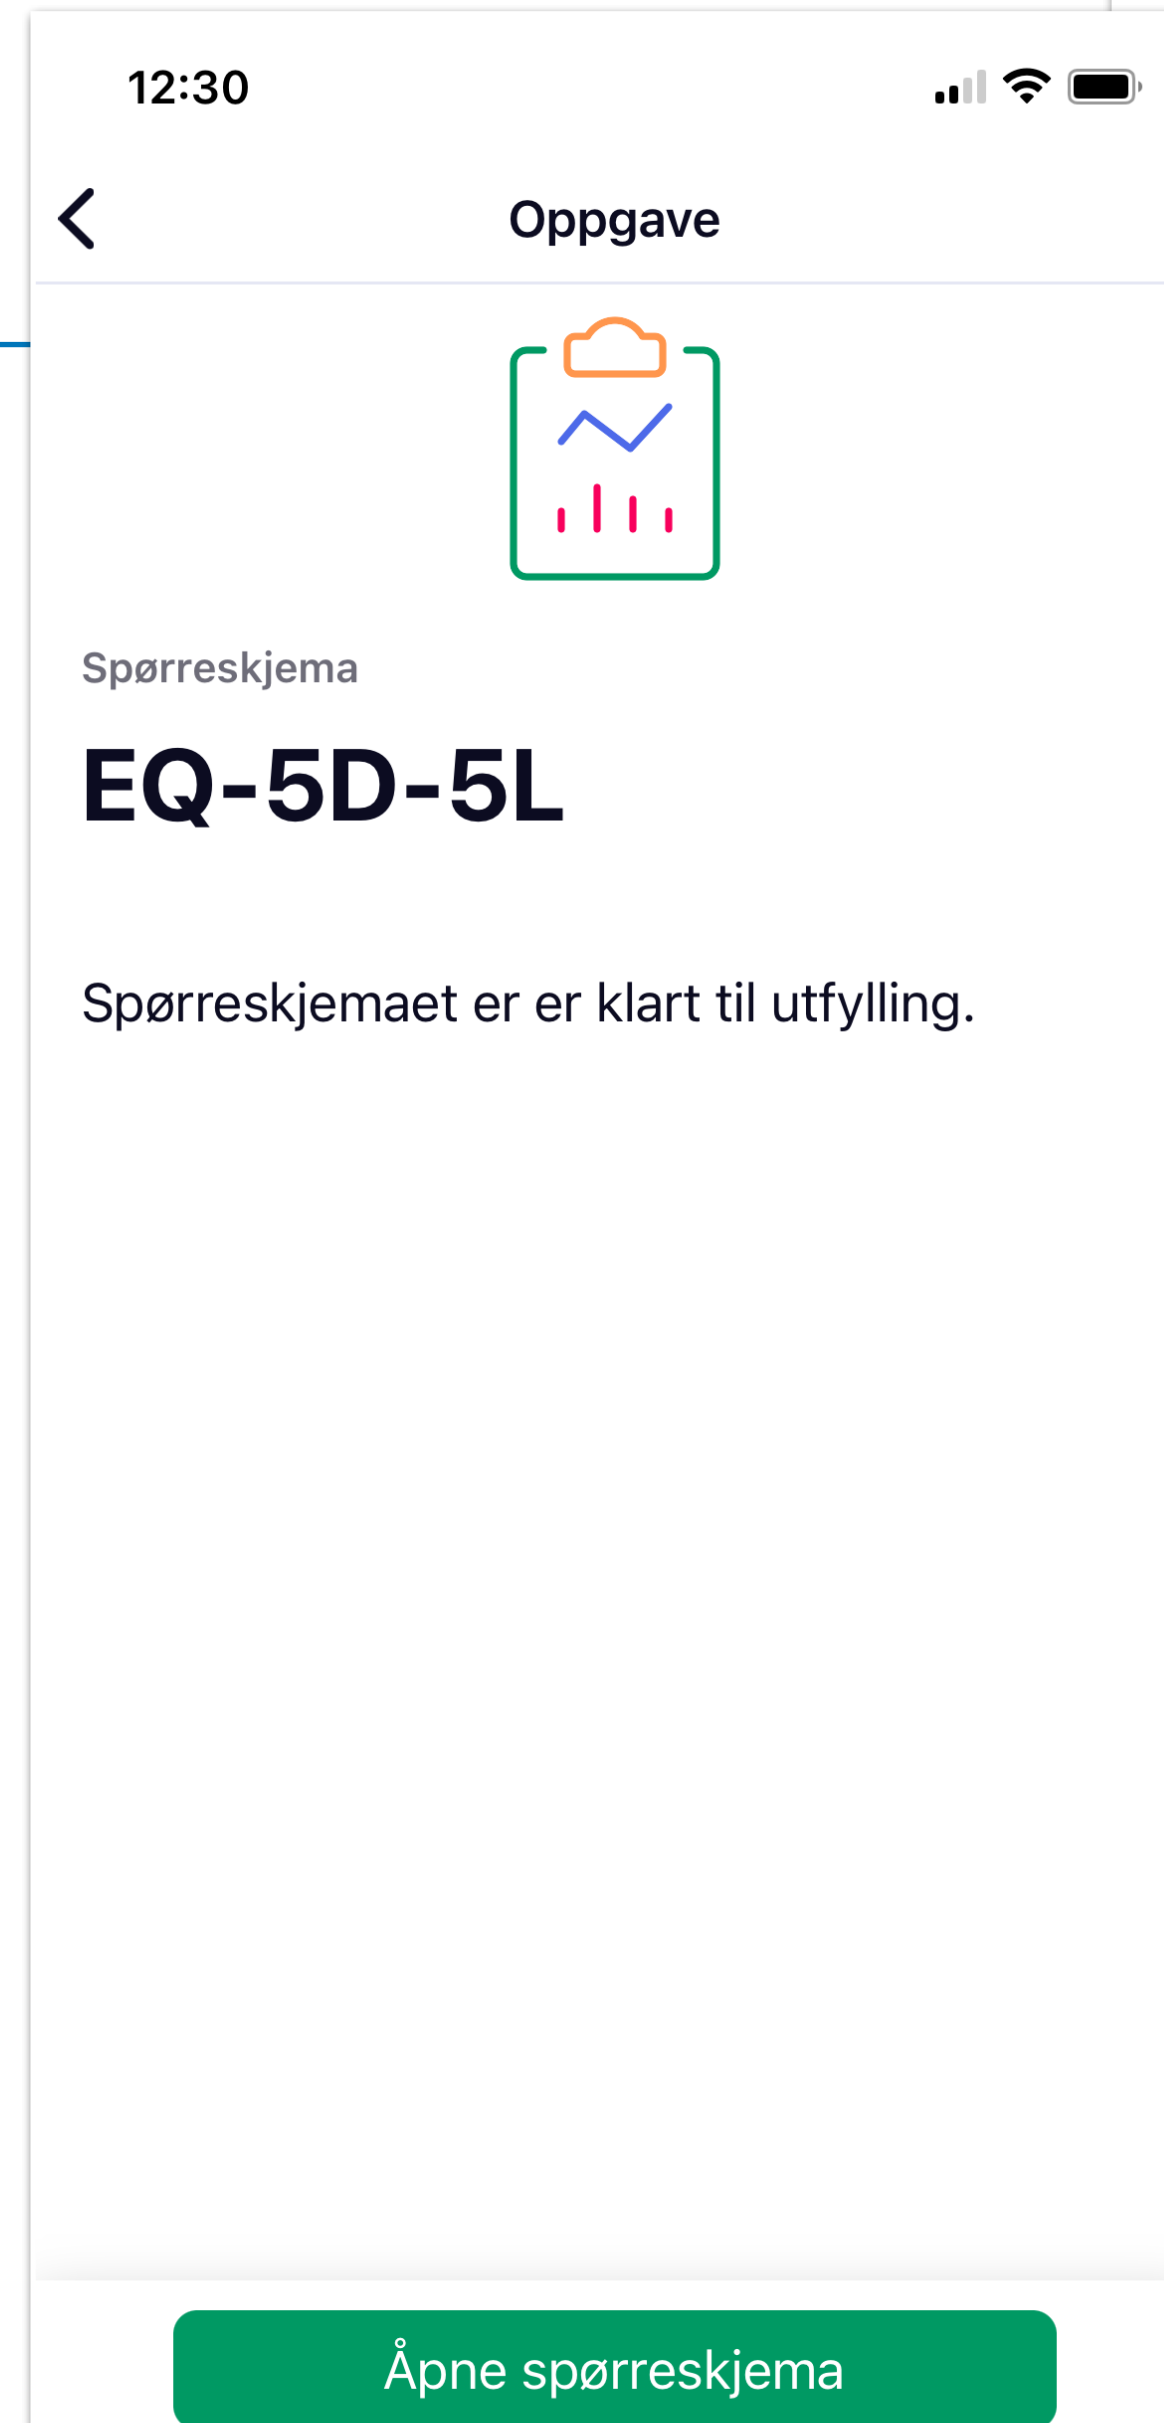 12:30
Oppgave
Spørreskjema
EQ-5D-5L
Spørreskjemaet er er klart til utfylling.
Åpne spørreskjema